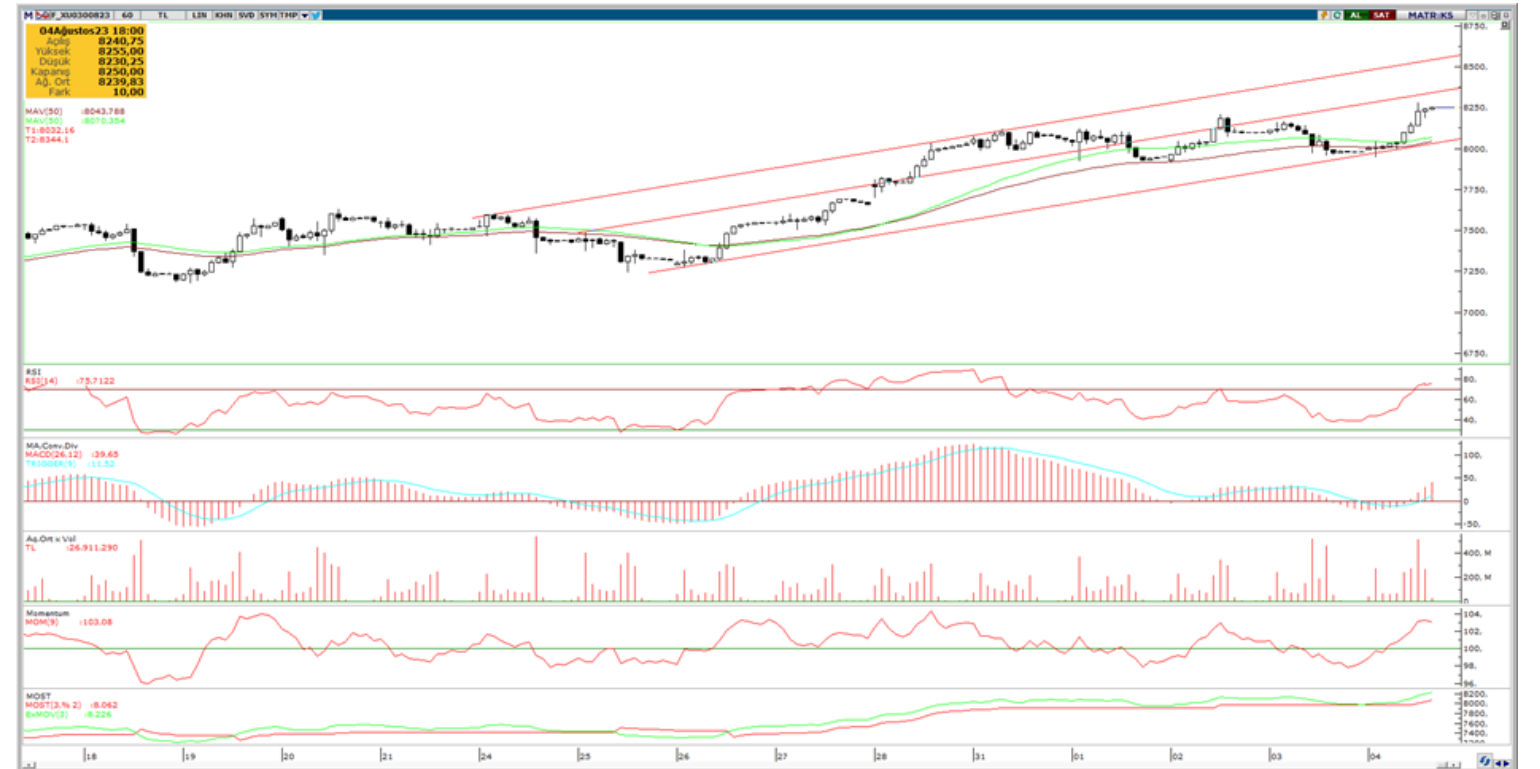 M F_XU0300823 60 TL LIN KHN SVD SYM TMP AL SAT MATRIKS
04Ağustos23 18:00
Açılış 8240,75
Yüksek 8255,00
Düşük 8230,25
Kapanış 8250,00
Ağ. Ort 8239,83
Fark 10,00
MAV(50) :8043,788
MAV(50) :8070,354
T1:8032,16
T2:8344,1
8750.
8500.
8250.
8000.
7750.
7500.
7250.
7000.
6750.
RSI
RSI(14) :75,7122
80.
60.
40.
MA.Conv.Div
MACD(26,12) :39,65
TRIGGER(9) :11,52
100.
50.
0
-50.
Ağ.Ort x Vol
TL :26.911.290
400. M
200. M
0
Momentum
MOM(9) :103,08
104.
102.
100.
98.
96.
MOST
MOST(3,% 2) :8.062
ExMOV(3) :8.226
8200.
8000.
7800.
7600.
7400.
7200.
18 19 20 21 24 25 26 27 28 31 01 02 03 04